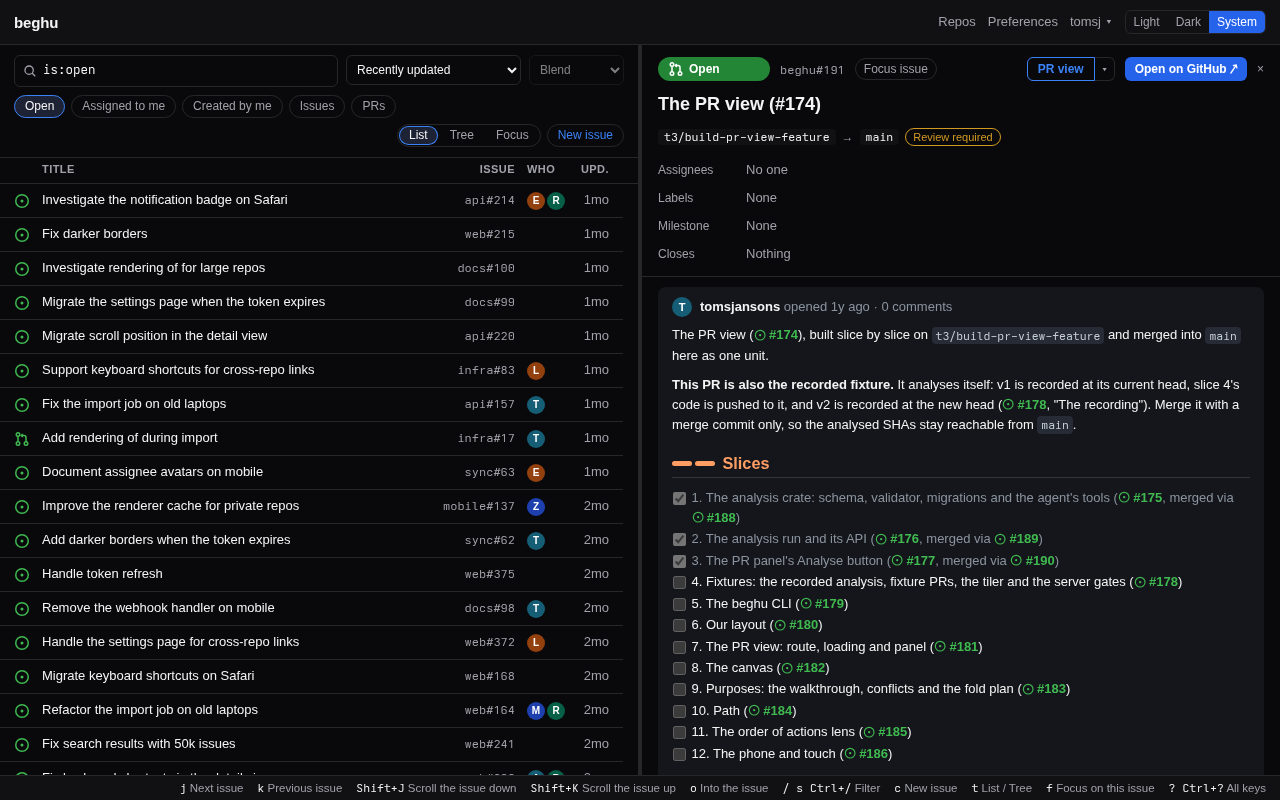 beghu
Repos Preferences tomsj Light Dark System
is:open Recently updated Blend
Open Assigned to me Created by me Issues PRs
List Tree Focus New issue
TITLE ISSUE WHO UPD.
Investigate the notification badge on Safari api#214 E R 1mo
Fix darker borders web#215 1mo
Investigate rendering of for large repos docs#100 1mo
Migrate the settings page when the token expires docs#99 1mo
Migrate scroll position in the detail view api#220 1mo
Support keyboard shortcuts for cross-repo links infra#83 L 1mo
Fix the import job on old laptops api#157 T 1mo
Add rendering of during import infra#17 T 1mo
Document assignee avatars on mobile sync#63 E 1mo
Improve the renderer cache for private repos mobile#137 Z 2mo
Add darker borders when the token expires sync#62 T 2mo
Handle token refresh web#375 2mo
Remove the webhook handler on mobile docs#98 T 2mo
Handle the settings page for cross-repo links web#372 L 2mo
Migrate keyboard shortcuts on Safari web#168 2mo
Refactor the import job on old laptops web#164 M R 2mo
Fix search results with 50k issues web#241 2mo
Open beghu#191 Focus issue PR view Open on GitHub ↗ ×
The PR view (#174)
t3/build-pr-view-feature → main Review required
Assignees No one
Labels None
Milestone None
Closes Nothing
T tomsjansons opened 1y ago · 0 comments
The PR view (#174), built slice by slice on t3/build-pr-view-feature and merged into main
here as one unit.
This PR is also the recorded fixture. It analyses itself: v1 is recorded at its current head, slice 4's
code is pushed to it, and v2 is recorded at the new head (#178, "The recording"). Merge it with a
merge commit only, so the analysed SHAs stay reachable from main.
Slices
1. The analysis crate: schema, validator, migrations and the agent's tools (#175, merged via
#188)
2. The analysis run and its API (#176, merged via #189)
3. The PR panel's Analyse button (#177, merged via #190)
4. Fixtures: the recorded analysis, fixture PRs, the tiler and the server gates (#178)
5. The beghu CLI (#179)
6. Our layout (#180)
7. The PR view: route, loading and panel (#181)
8. The canvas (#182)
9. Purposes: the walkthrough, conflicts and the fold plan (#183)
10. Path (#184)
11. The order of actions lens (#185)
12. The phone and touch (#186)
j Next issue k Previous issue Shift+J Scroll the issue down Shift+K Scroll the issue up o Into the issue / s Ctrl+/ Filter c New issue t List / Tree f Focus on this issue ? Ctrl+? All keys